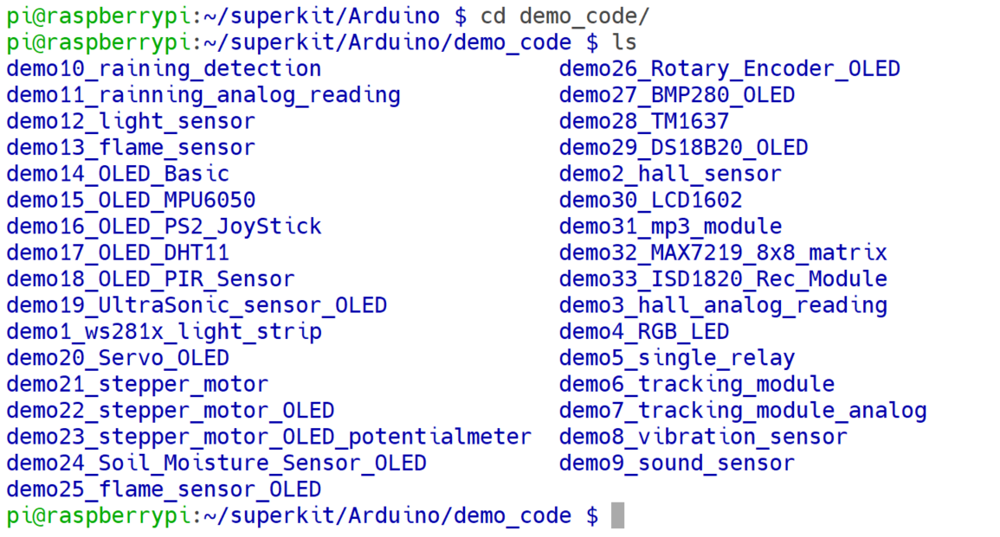 pi@raspberrypi:~/superkit/Arduino $ cd demo_code/
pi@raspberrypi:~/superkit/Arduino/demo_code $ ls
demo10_raining_detection demo26_Rotary_Encoder_OLED
demo11_rainning_analog_reading demo27_BMP280_OLED
demo12_light_sensor demo28_TM1637
demo13_flame_sensor demo29_DS18B20_OLED
demo14_OLED_Basic demo2_hall_sensor
demo15_OLED_MPU6050 demo30_LCD1602
demo16_OLED_PS2_JoyStick demo31_mp3_module
demo17_OLED_DHT11 demo32_MAX7219_8x8_matrix
demo18_OLED_PIR_Sensor demo33_ISD1820_Rec_Module
demo19_UltraSonic_sensor_OLED demo3_hall_analog_reading
demo1_ws281x_light_strip demo4_RGB_LED
demo20_Servo_OLED demo5_single_relay
demo21_stepper_motor demo6_tracking_module
demo22_stepper_motor_OLED demo7_tracking_module_analog
demo23_stepper_motor_OLED_potentialmeter demo8_vibration_sensor
demo24_Soil_Moisture_Sensor_OLED demo9_sound_sensor
demo25_flame_sensor_OLED
pi@raspberrypi:~/superkit/Arduino/demo_code $